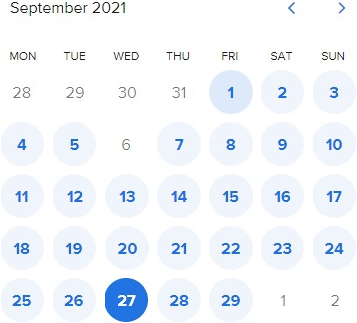 September 2021
MON TUE WED THU FRI SAT SUN
28 29 30 31 1 2 3
4 5 6 7 8 9 10
11 12 13 14 15 16 17
18 19 20 21 22 23 24
25 26 27 28 29 1 2